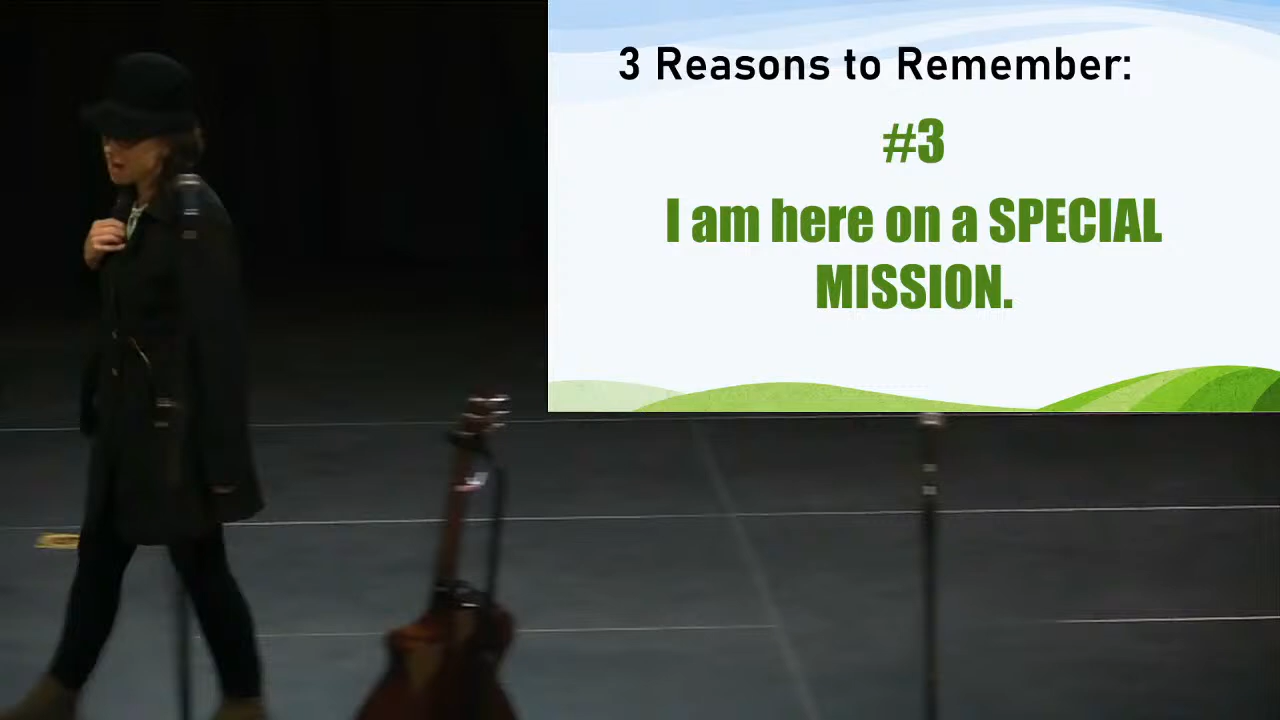 3 Reasons to Remember:
#3
I am here on a SPECIAL
MISSION.